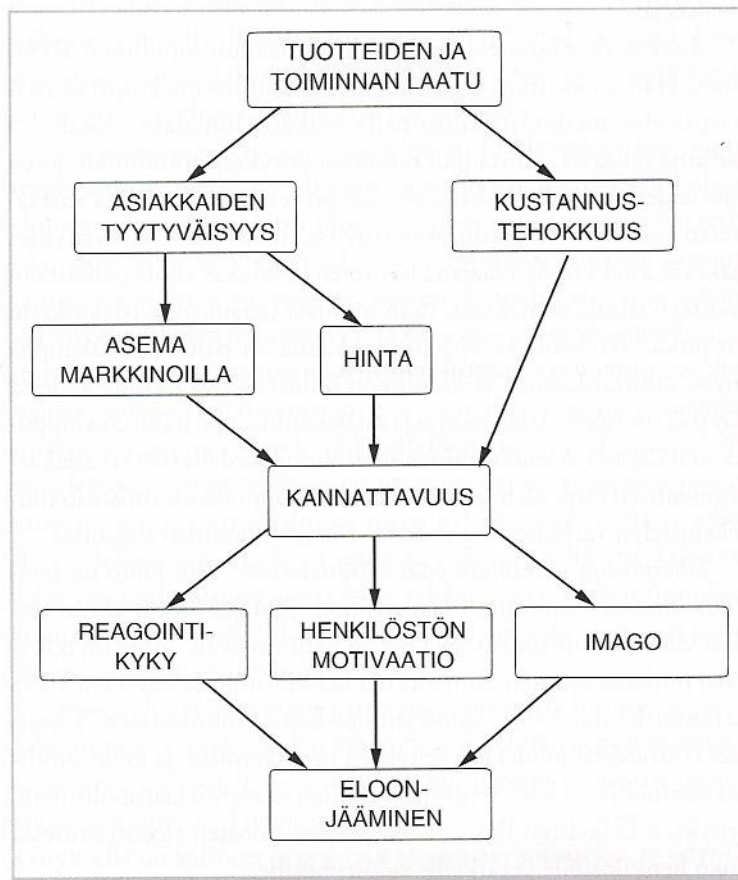 TUOTTEIDEN JA
TOIMINNAN LAATU
ASIAKKAIDEN
TYYTYVÄISYYS
KUSTANNUS-
TEHOKKUUS
ASEMA
MARKKINOILLA
HINTA
KANNATTAVUUS
REAGOINTI-
KYKY
HENKILÖSTÖN
MOTIVAATIO
IMAGO
ELOON-
JÄÄMINEN